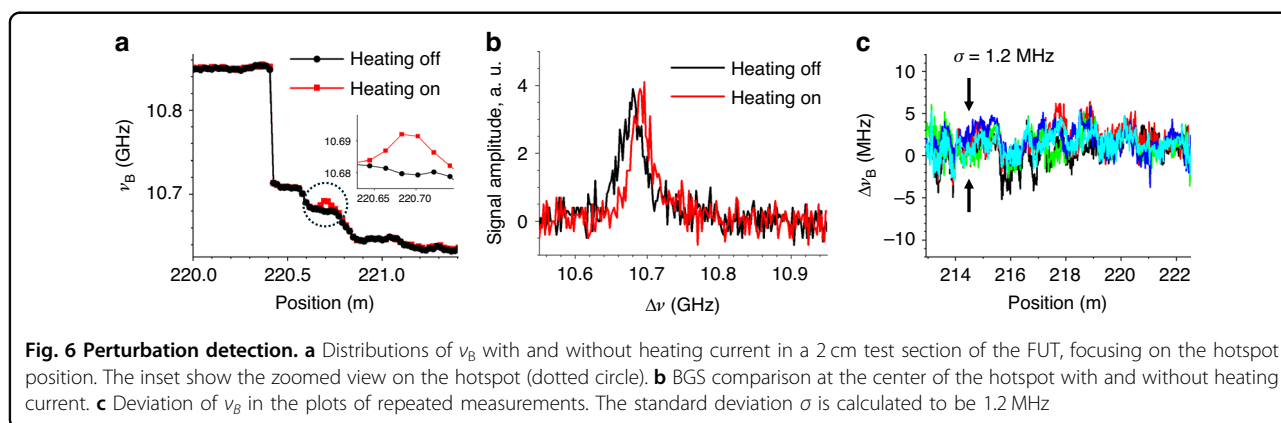 a
Heating off
Heating on
νB (GHz)
10.8
10.7
10.69
10.68
220.65
220.70
220.0
220.5
221.0
Position (m)
b
Heating off
Heating on
Signal amplitude, a. u.
4
2
0
10.6
10.7
10.8
10.9
Δν (GHz)
c
σ = 1.2 MHz
ΔνB (MHz)
10
5
0
−5
−10
214
216
218
220
222
Position (m)
Fig. 6 Perturbation detection. a Distributions of νB with and without heating current in a 2 cm test section of the FUT, focusing on the hotspot
position. The inset show the zoomed view on the hotspot (dotted circle). b BGS comparison at the center of the hotspot with and without heating
current. c Deviation of νB in the plots of repeated measurements. The standard deviation σ is calculated to be 1.2 MHz